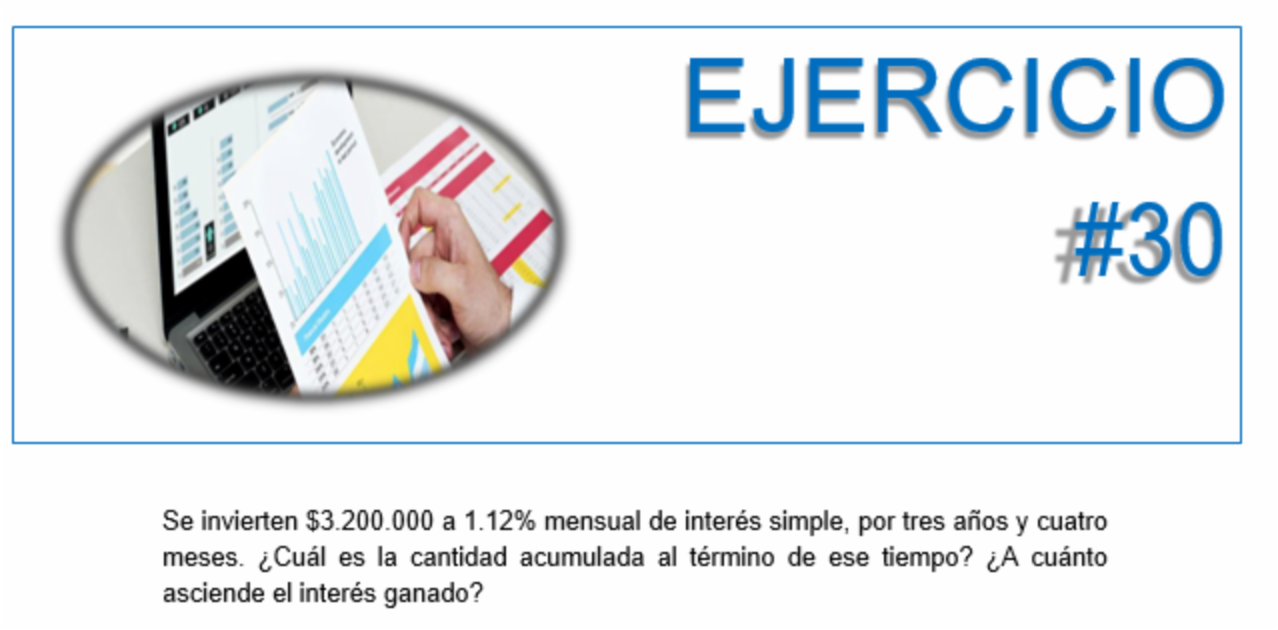 EJERCICIO
#30
Se invierten $3.200.000 a 1.12% mensual de interés simple, por tres años y cuatro
meses. ¿Cuál es la cantidad acumulada al término de ese tiempo? ¿A cuánto
asciende el interés ganado?